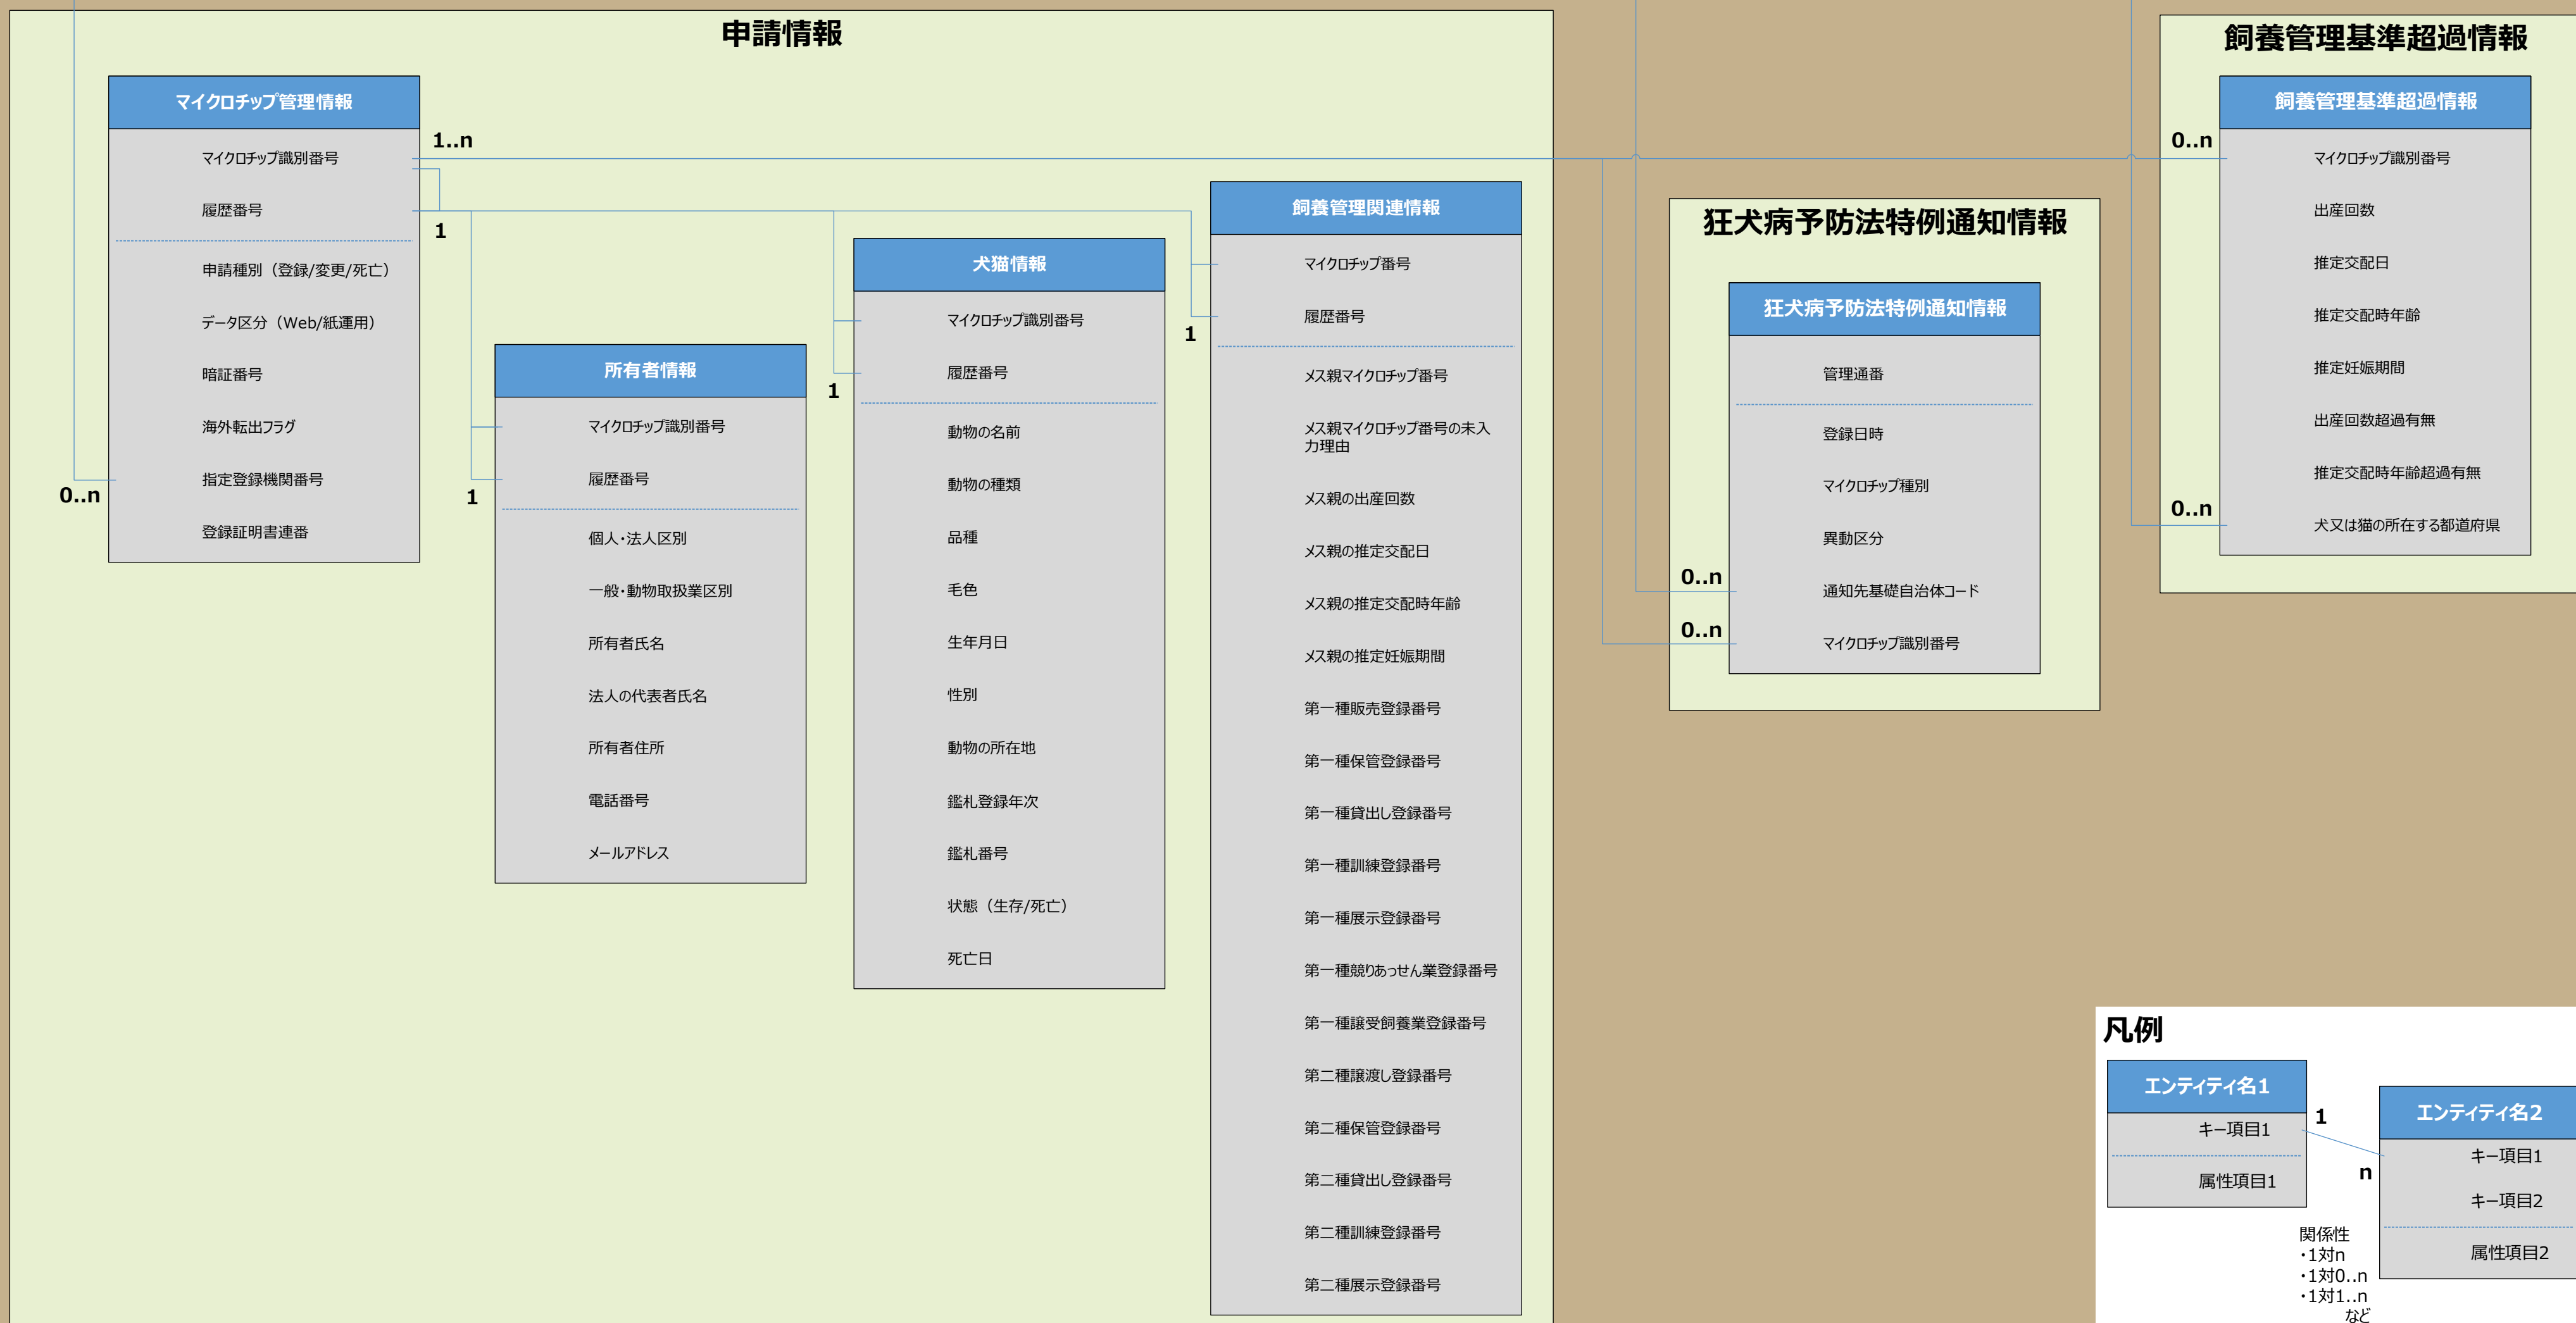 申請情報
マイクロチップ管理情報
マイクロチップ識別番号
履歴番号
申請種別（登録/変更/死亡）
データ区分（Web/紙運用）
暗証番号
海外転出フラグ
指定登録機関番号
登録証明書連番
1..n
1
0..n
所有者情報
マイクロチップ識別番号
履歴番号
個人・法人区別
一般・動物取扱業区別
所有者氏名
法人の代表者氏名
所有者住所
電話番号
メールアドレス
1
犬猫情報
マイクロチップ識別番号
履歴番号
動物の名前
動物の種類
品種
毛色
生年月日
性別
動物の所在地
鑑札登録年次
鑑札番号
状態（生存/死亡）
死亡日
1
飼養管理関連情報
マイクロチップ番号
履歴番号
メス親マイクロチップ番号
メス親マイクロチップ番号の未入
力理由
メス親の出産回数
メス親の推定交配日
メス親の推定交配時年齢
メス親の推定妊娠期間
第一種販売登録番号
第一種保管登録番号
第一種貸出し登録番号
第一種訓練登録番号
第一種展示登録番号
第一種競りあっせん業登録番号
第一種譲受飼養業登録番号
第二種譲渡し登録番号
第二種保管登録番号
第二種貸出し登録番号
第二種訓練登録番号
第二種展示登録番号
1
狂犬病予防法特例通知情報
狂犬病予防法特例通知情報
管理通番
登録日時
マイクロチップ種別
異動区分
通知先基礎自治体コード
マイクロチップ識別番号
0..n
0..n
飼養管理基準超過情報
飼養管理基準超過情報
マイクロチップ識別番号
出産回数
推定交配日
推定交配時年齢
推定妊娠期間
出産回数超過有無
推定交配時年齢超過有無
犬又は猫の所在する都道府県
0..n
0..n
凡例
エンティティ名1
キー項目1
属性項目1
1
n
エンティティ名2
キー項目1
キー項目2
属性項目2
関係性
・1対n
・1対0..n
・1対1..n
など